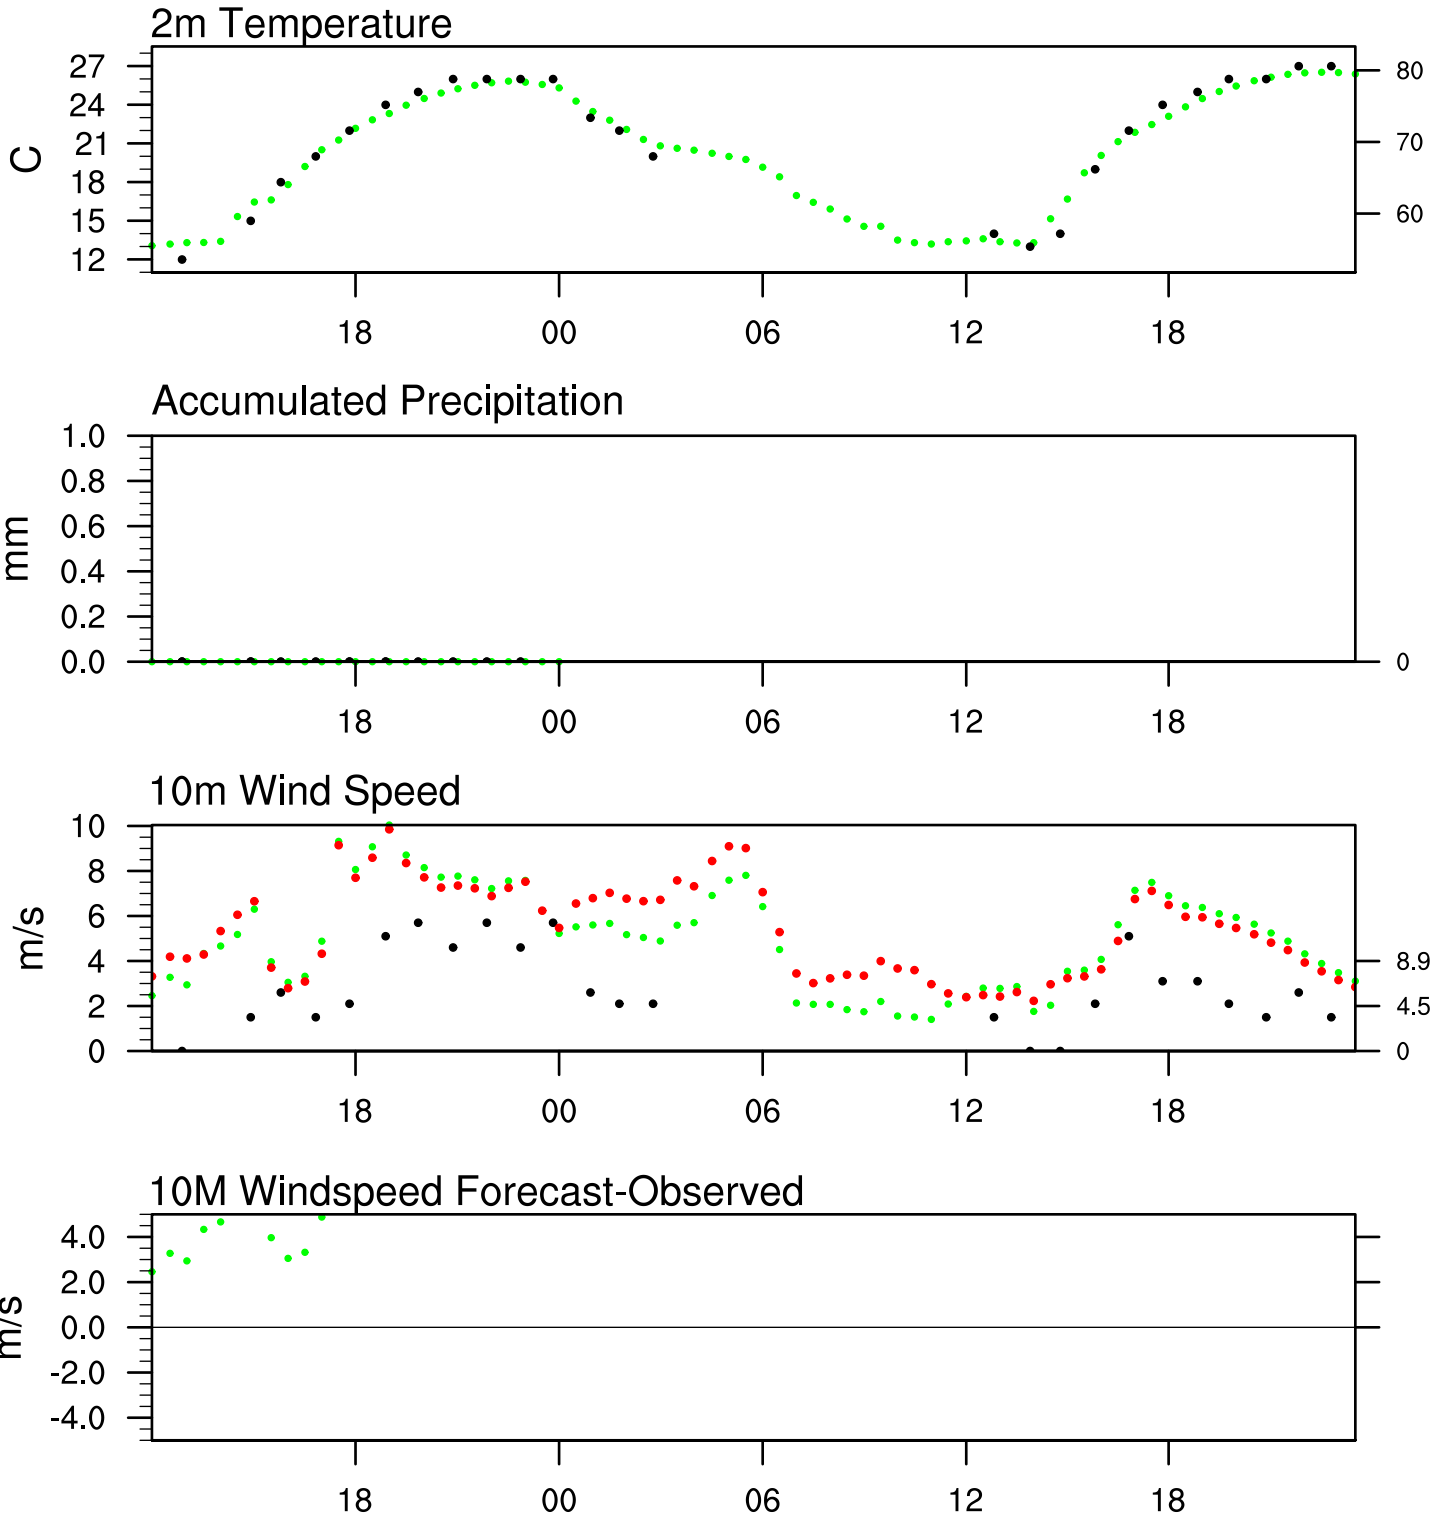 2m Temperature
27
24
21
18
15
12
C
80
70
60
18 00 06 12 18
Accumulated Precipitation
1.0
0.8
0.6
0.4
0.2
0.0
mm
0
18 00 06 12 18
10m Wind Speed
10
8
6
4
2
0
m/s
8.9
4.5
0
18 00 06 12 18
10M Windspeed Forecast-Observed
4.0
2.0
0.0
-2.0
-4.0
m/s
18 00 06 12 18